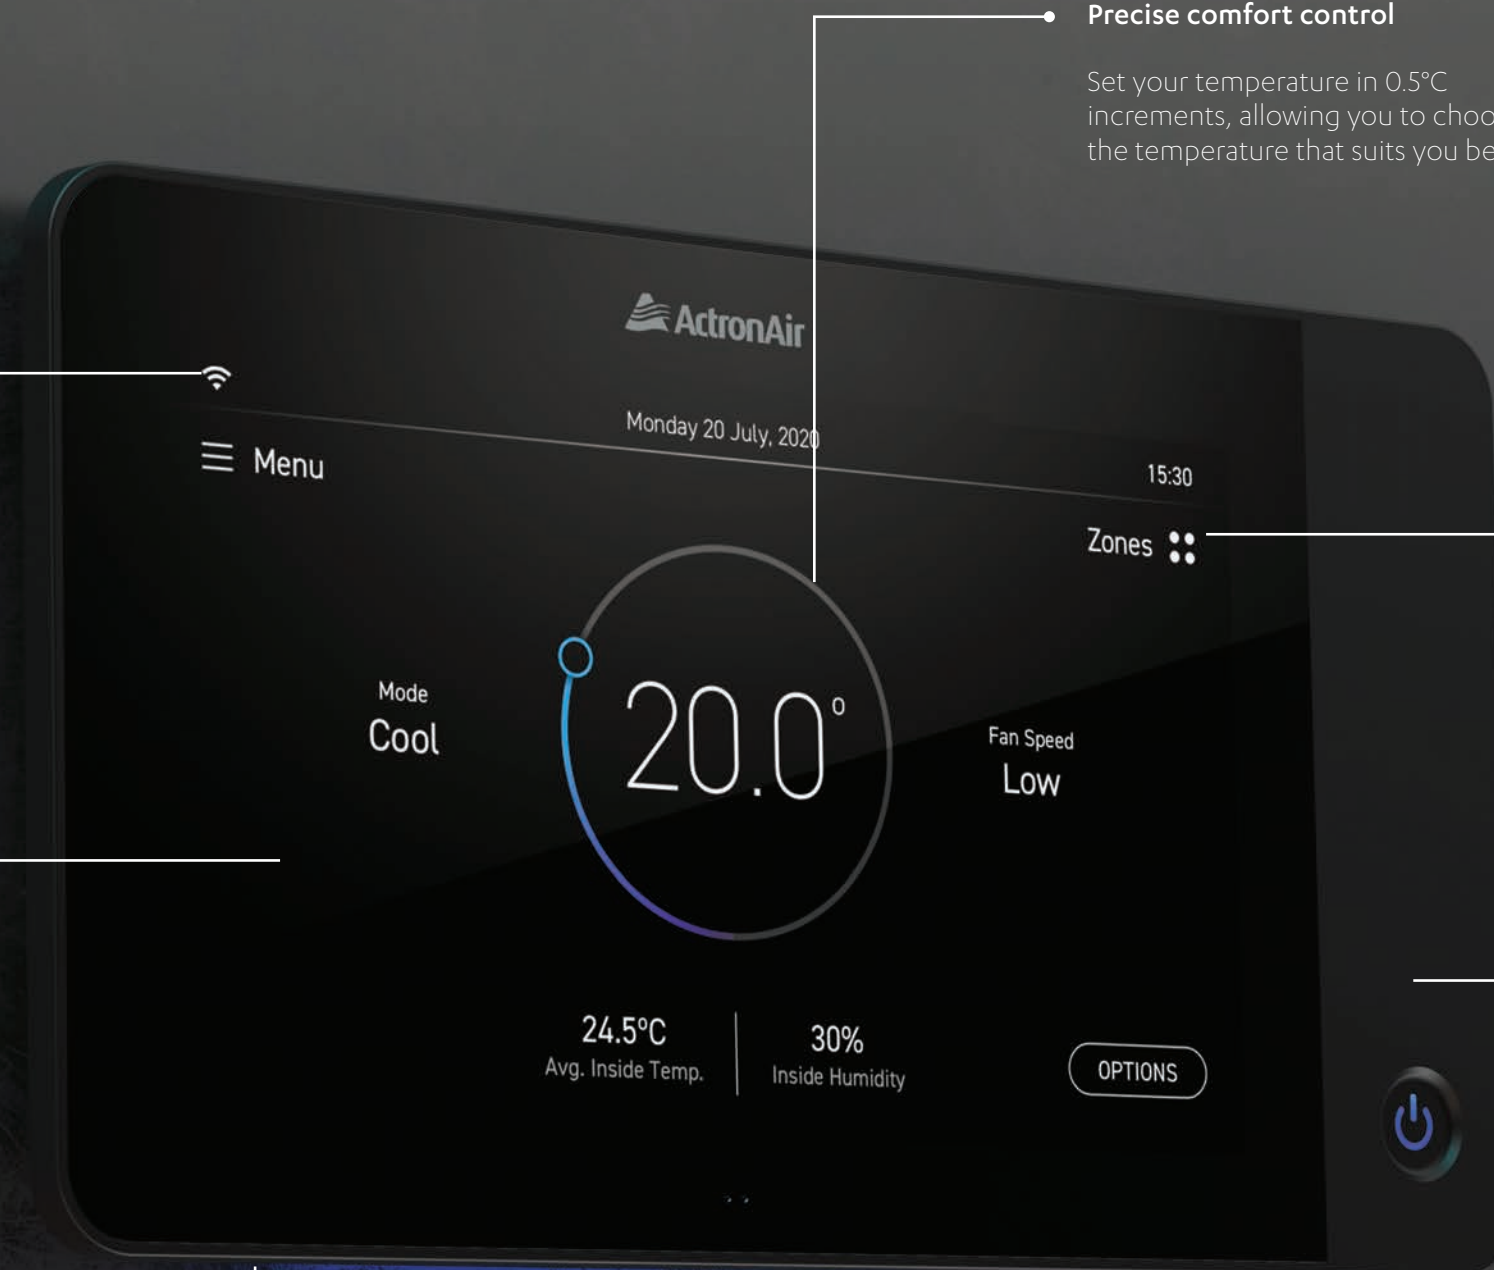 Precise comfort control
Set your temperature in 0.5°C
increments, allowing you to
the temperature that suits you
ActronAir
Monday 20 July, 2020
15:30
Menu
Zones
Mode
Cool
20.0°
Fan Speed
Low
24.5°C
Avg. Inside Temp.
30%
Inside Humidity
OPTIONS